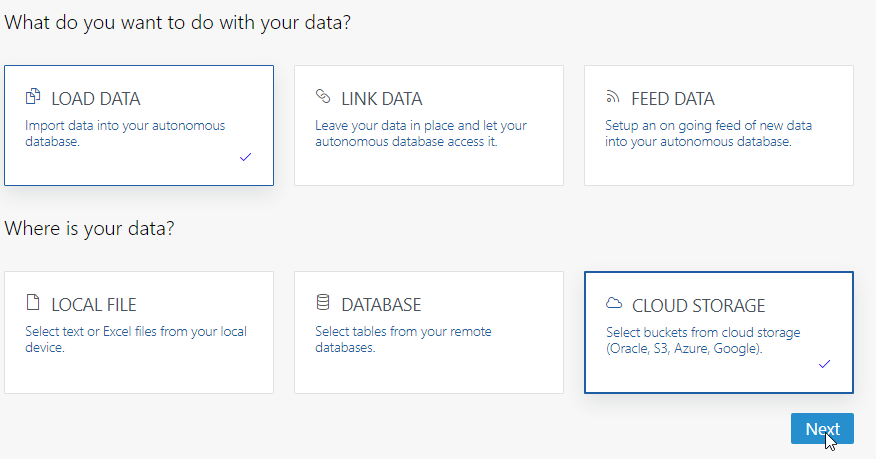 What do you want to do with your data?
LOAD DATA
Import data into your autonomous
database.
LINK DATA
Leave your data in place and let your
autonomous database access it.
FEED DATA
Setup an on going feed of new data
into your autonomous database.
Where is your data?
LOCAL FILE
Select text or Excel files from your local
device.
DATABASE
Select tables from your remote
databases.
CLOUD STORAGE
Select buckets from cloud storage
(Oracle, S3, Azure, Google).
Next